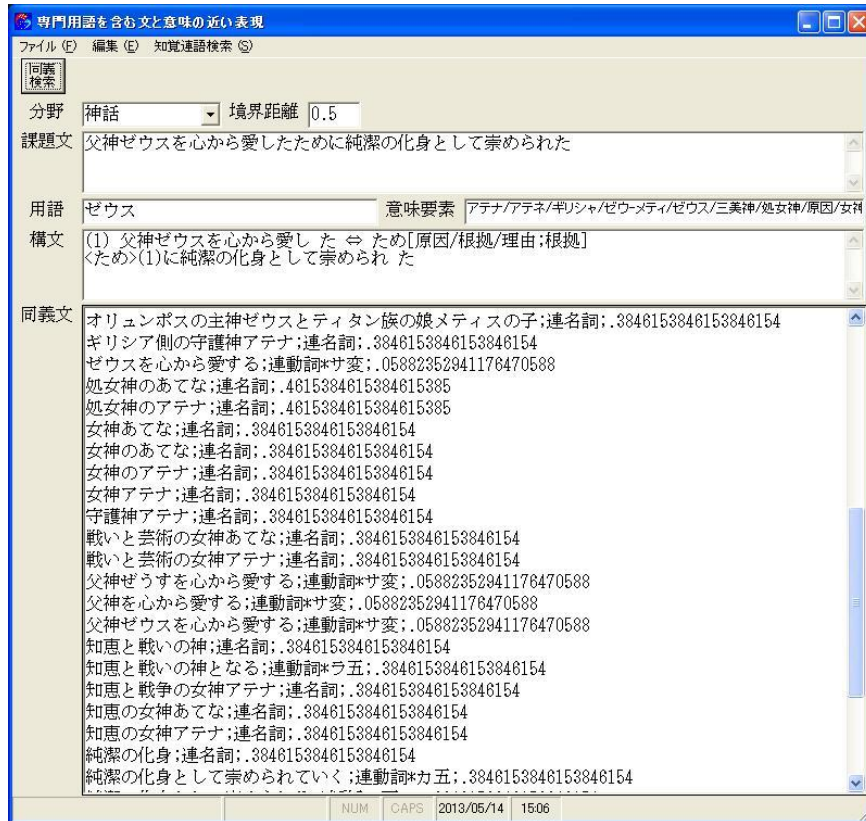 専門用語を含む文と意味の近い表現
ファイル(F) 編集(E) 知覚連語検索(S)
同義
検索
分野 神話 境界距離 0.5
課題文 父神ゼウスを心から愛したために純潔の化身として崇められた
用語 ゼウス 意味要素 アテナ/アテネ/ギリシャ/ゼウ-メティ/ゼウス/三美神/処女神/原因/女神
構文 (1) 父神ゼウスを心から愛し た ⇔ ため[原因/根拠/理由;根拠]
<ため>(1)に純潔の化身として崇められ た
同義文 オリュンポスの主神ゼウスとティタン族の娘メティスの子;連名詞;.3846153846153846154
ギリシア側の守護神アテナ;連名詞;.3846153846153846154
ゼウスを心から愛する;連動詞*サ変;.05882352941176470588
処女神のあてな;連名詞;.4615384615384615385
処女神のアテナ;連名詞;.4615384615384615385
女神あてな;連名詞;.3846153846153846154
女神のあてな;連名詞;.3846153846153846154
女神のアテナ;連名詞;.3846153846153846154
女神アテナ;連名詞;.3846153846153846154
守護神アテナ;連名詞;.3846153846153846154
戦いと芸術の女神あてな;連名詞;.3846153846153846154
戦いと芸術の女神アテナ;連名詞;.3846153846153846154
父神ぜうすを心から愛する;連動詞*サ変;.05882352941176470588
父神を心から愛する;連動詞*サ変;.05882352941176470588
父神ゼウスを心から愛する;連動詞*サ変;.05882352941176470588
知恵と戦いの神;連名詞;.3846153846153846154
知恵と戦いの神となる;連動詞*ラ五;.3846153846153846154
知恵と戦争の女神アテナ;連名詞;.3846153846153846154
知恵の女神あてな;連名詞;.3846153846153846154
知恵の女神アテナ;連名詞;.3846153846153846154
純潔の化身;連名詞;.3846153846153846154
純潔の化身として崇められていく;連動詞*カ五;.3846153846153846154
NUM CAPS 2013/05/14 15:06